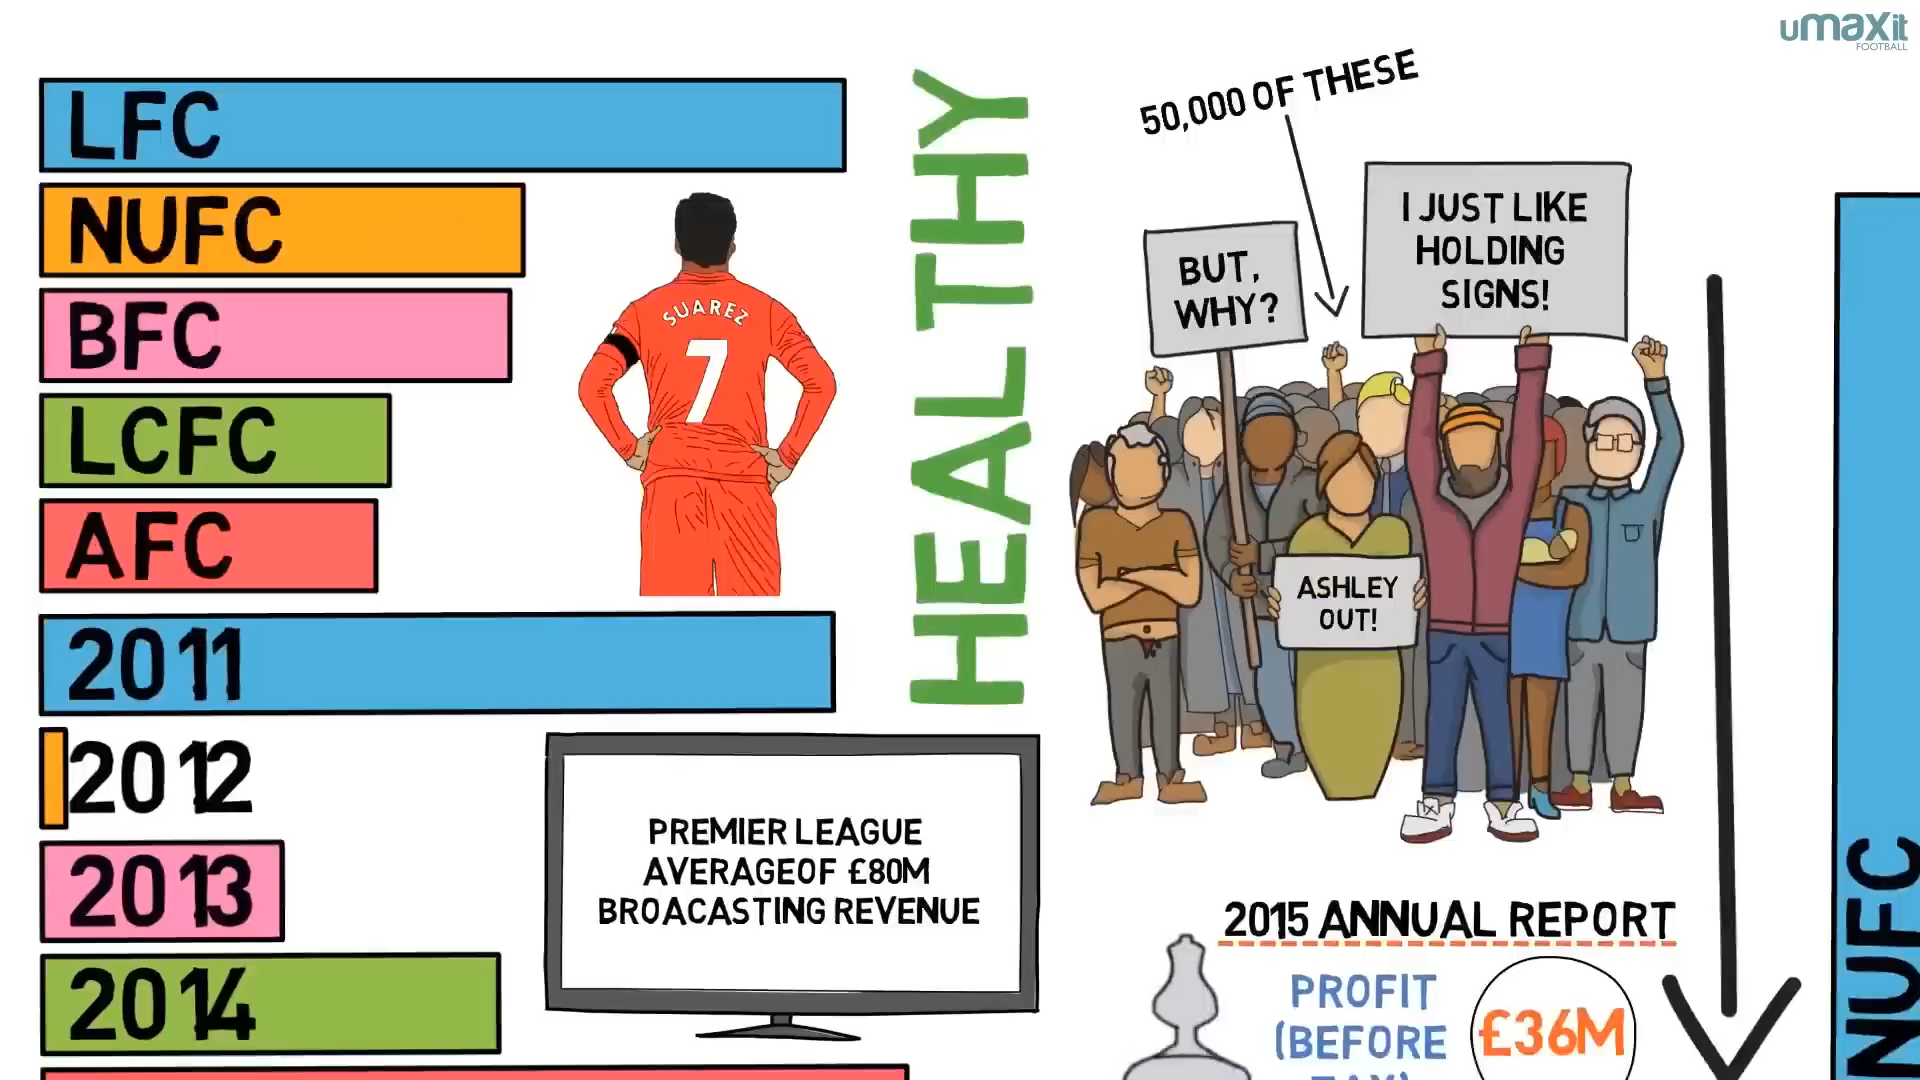 umaxit
FOOTBALL
LFC
NUFC
BFC
LCFC
AFC
2011
2012
2013
2014
SUAREZ
7
HEALTHY
PREMIER LEAGUE
AVERAGEOF £80M
BROACASTING REVENUE
50,000 OF THESE
BUT,
WHY?
I JUST LIKE
HOLDING
SIGNS!
ASHLEY
OUT!
2015 ANNUAL REPORT
PROFIT
(BEFORE
TAX)
£36M
NUFC